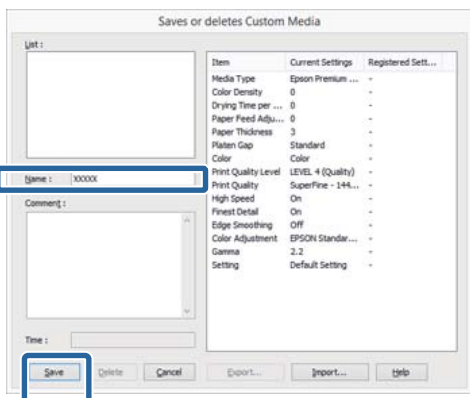 Saves or deletes Custom Media
List :
Name : XXXXX
Comment :
Time :
Item Current Settings Registered Sett...
Media Type Epson Premium ... -
Color Density 0 -
Drying Time per ... 0 -
Paper Feed Adju... 0 -
Paper Thickness 3 -
Platen Gap Standard -
Color Color -
Print Quality Level LEVEL 4 (Quality) -
Print Quality SuperFine - 144... -
High Speed On -
Finest Detail On -
Edge Smoothing Off -
Color Adjustment EPSON Standar... -
Gamma 2.2 -
Setting Default Setting -
Save Delete Cancel Export... Import... Help